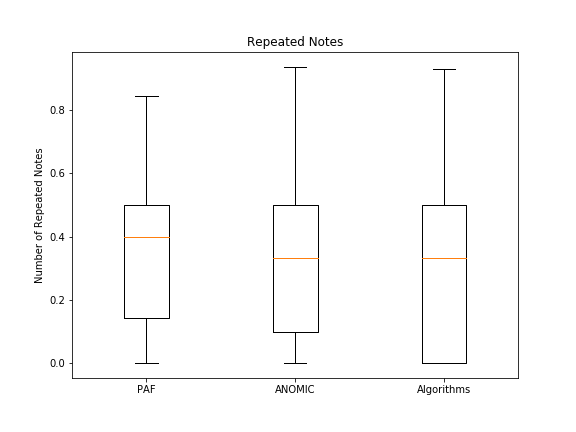 Repeated Notes
Number of Repeated Notes
0.8
0.6
0.4
0.2
0.0
PAF ANOMIC Algorithms